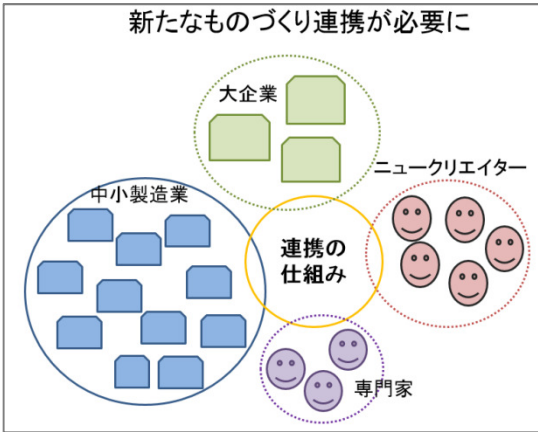 新たなものづくり連携が必要に
大企業
ニュークリエイター
中小製造業
連携の
仕組み
専門家